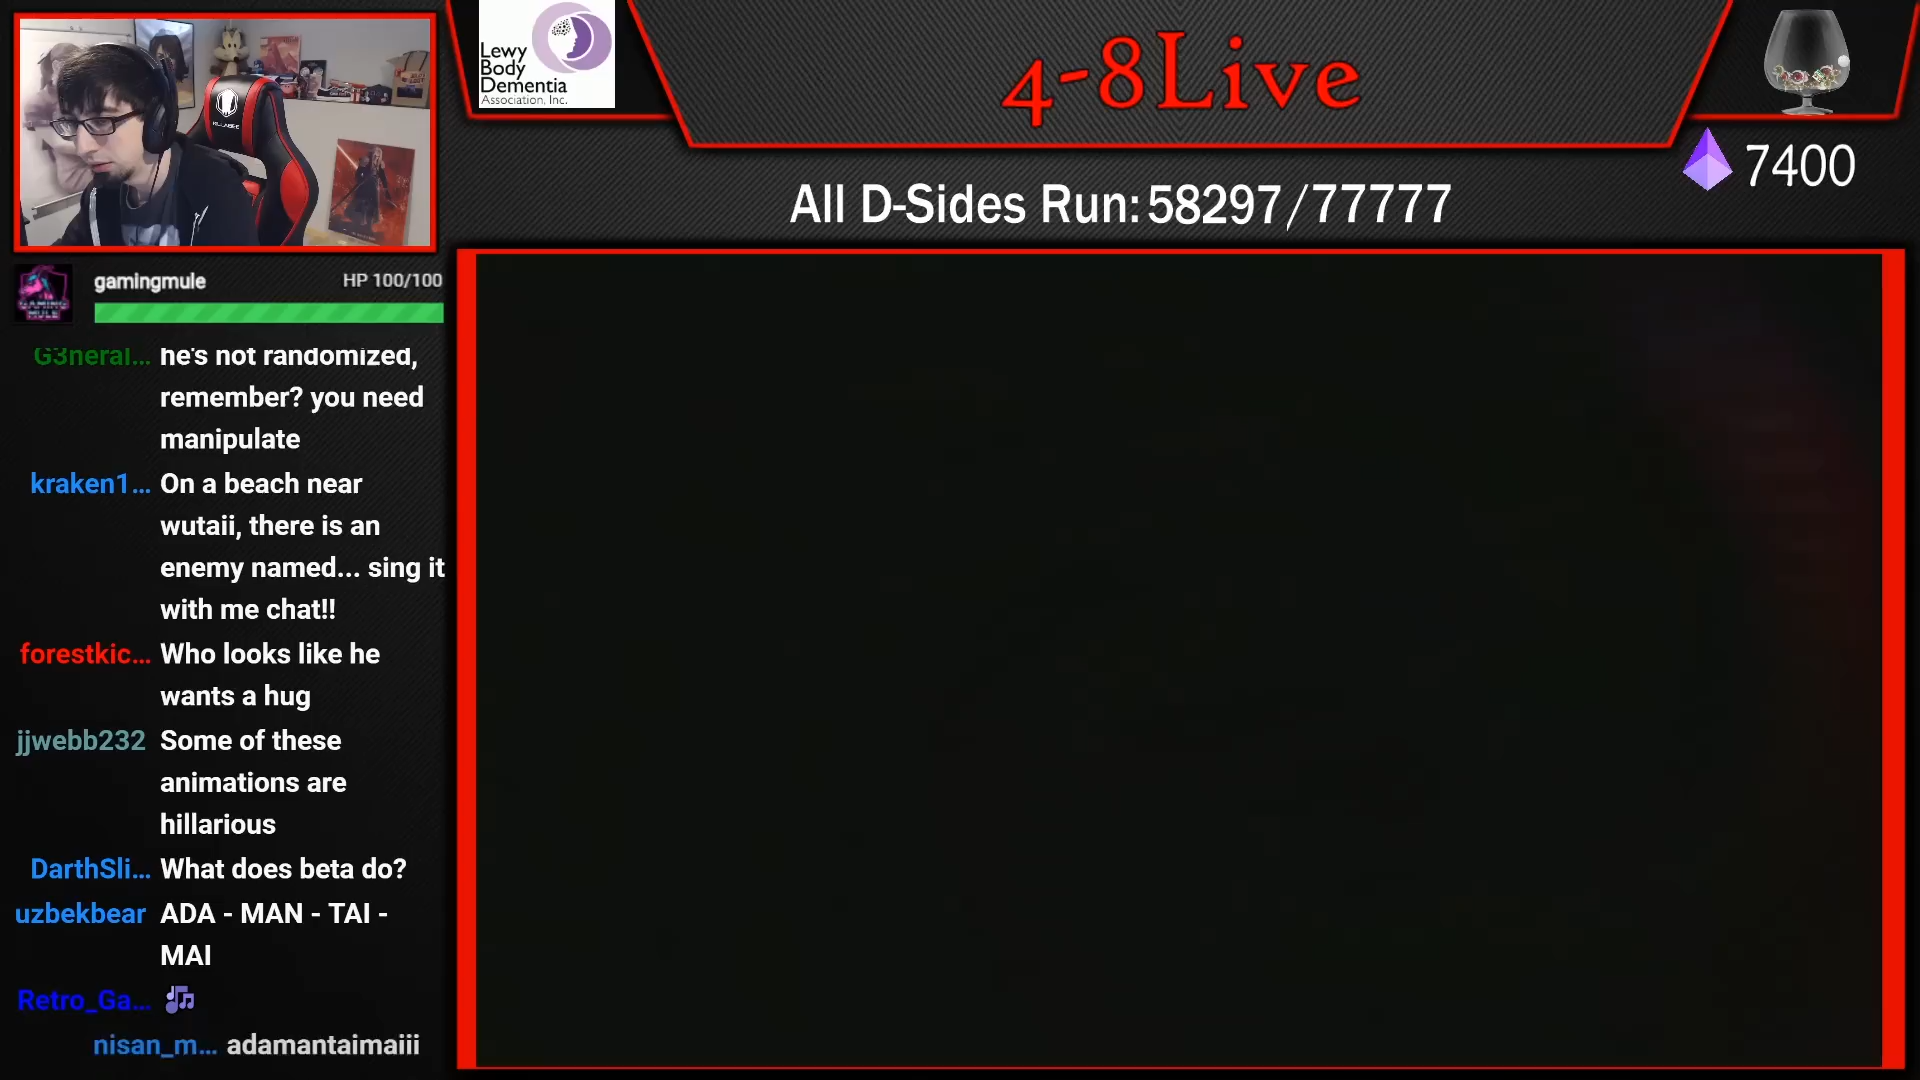 Lewy
Body
Dementia
Association, Inc.
4-8Live
7400
All D-Sides Run:58297/77777
KILLABEE
gamingmule HP 100/100
G3neral... he's not randomized,
remember? you need
manipulate
kraken1... On a beach near
wutaii, there is an
enemy named... sing it
with me chat!!
forestkic... Who looks like he
wants a hug
jjwebb232 Some of these
animations are
hillarious
DarthSli... What does beta do?
uzbekbear ADA - MAN - TAI -
MAI
Retro_Ga...
nisan_m... adamantaimaiii